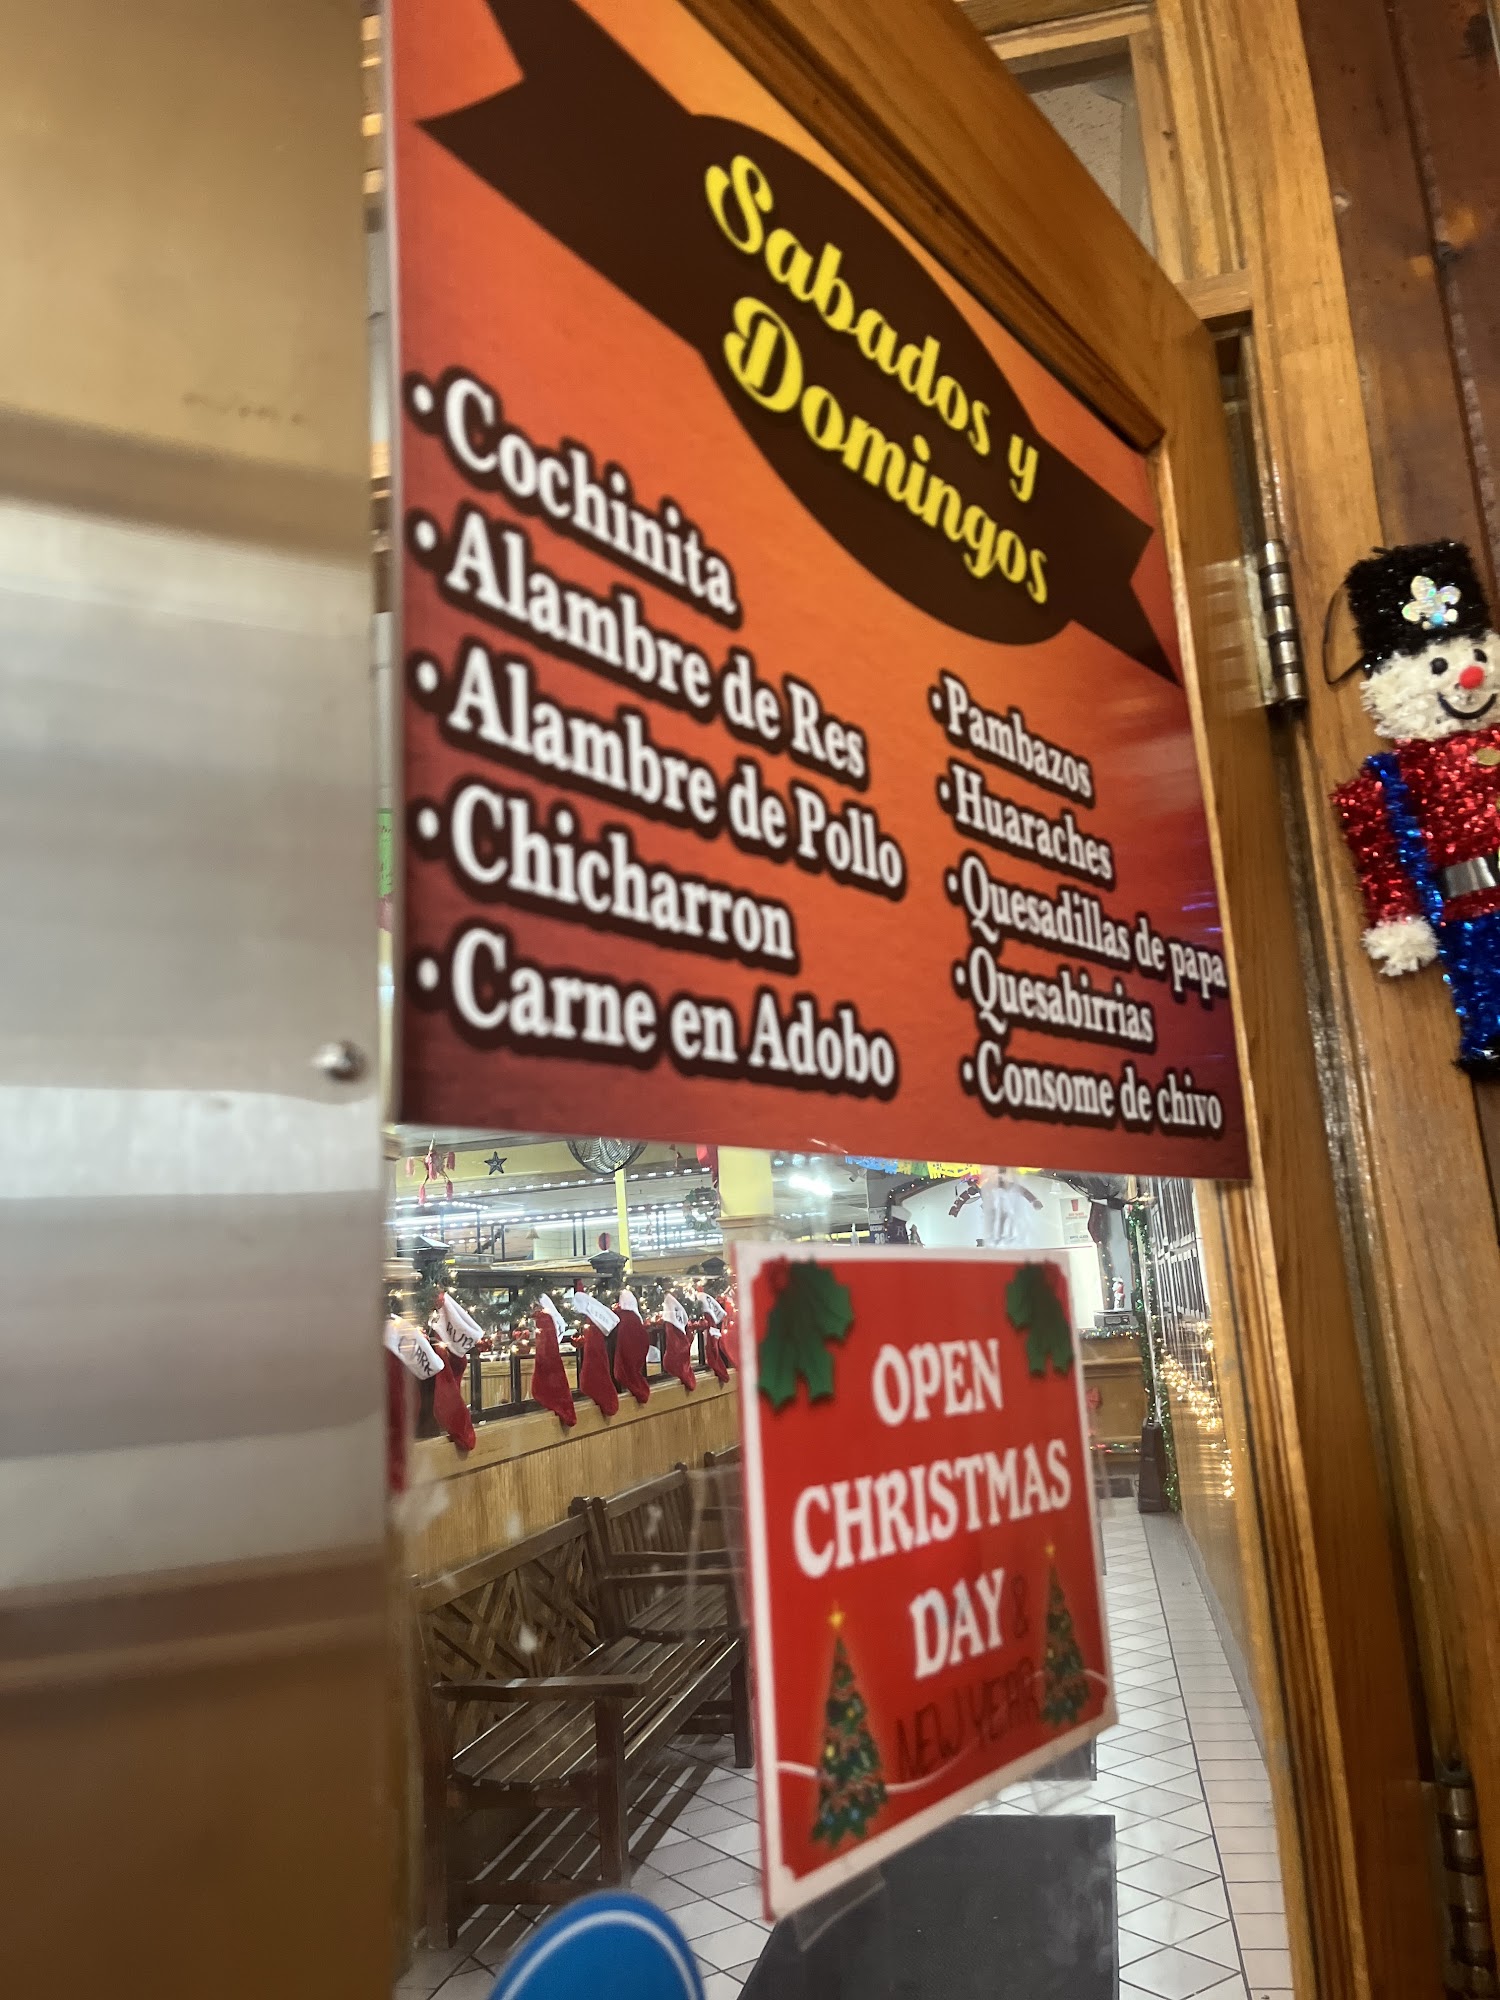 Sabados y
Domingos
• Cochinita
• Alambre de Res
• Alambre de Pollo
• Chicharron
• Carne en Adobo
• Pambazos
• Huaraches
• Quesadillas de papa
• Quesabirrias
• Consome de chivo
OPEN
CHRISTMAS
DAY &
NEW YEAR